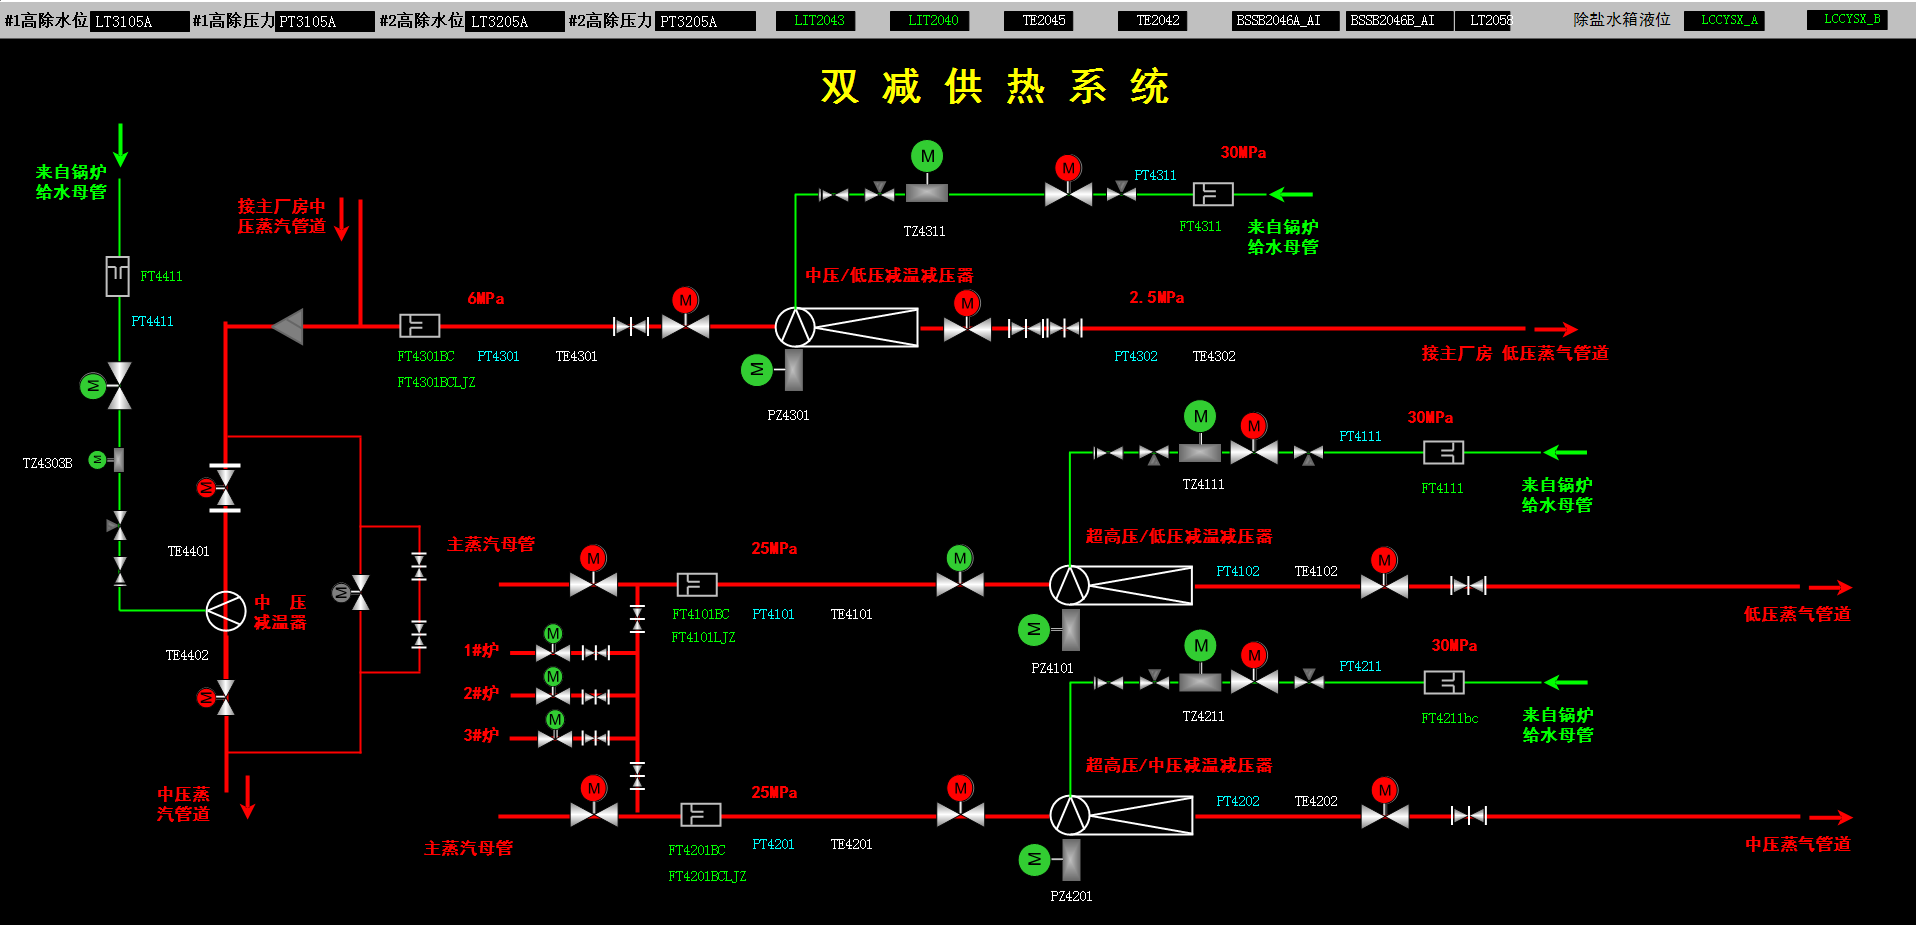 #1高除水位 LT3105A #1高除压力 PT3105A #2高除水位 LT3205A #2高除压力 PT3205A LIT2043 LIT2040 TE2045 TE2042 BSSB2046A_AI BSSB2046B_AI LT2058 除盐水箱液位 LCCYSX_A LCCYSX_B
双减供热系统
来自锅炉
给水母管
FT4411
PT4411
M
M
TZ4303B
接主厂房中
压蒸汽管道
6MPa
M
FT4301BC PT4301 TE4301
FT4301BCLJZ
M
TZ4311
M
PT4311
30MPa
FT4311
来自锅炉
给水母管
中压/低压减温减压器
M
M
PZ4301
2.5MPa
PT4302 TE4302
接主厂房 低压蒸气管道
M
TE4401
中 压
减温器
TE4402
M
M
中压蒸
汽管道
主蒸汽母管
M
25MPa
FT4101BC PT4101 TE4101
FT4101LJZ
M
M
TZ4111
M
PT4111
30MPa
FT4111
来自锅炉
给水母管
超高压/低压减温减压器
PT4102 TE4102
M
M
PZ4101
低压蒸气管道
1#炉
M
2#炉
M
3#炉
M
M
TZ4211
M
PT4211
30MPa
FT4211bc
来自锅炉
给水母管
超高压/中压减温减压器
主蒸汽母管
M
25MPa
FT4201BC PT4201 TE4201
FT4201BCLJZ
M
PT4202 TE4202
M
M
PZ4201
中压蒸气管道